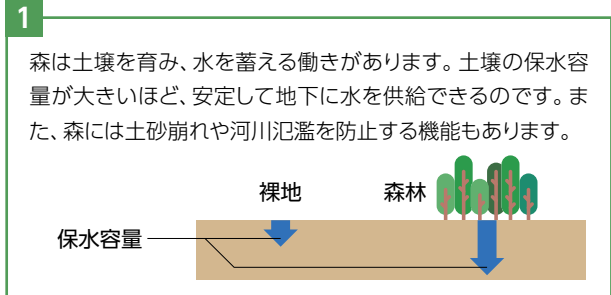 1
森は土壌を育み、水を蓄える働きがあります。土壌の保水容
量が大きいほど、安定して地下に水を供給できるのです。ま
た、森には土砂崩れや河川氾濫を防止する機能もあります。
裸地
森林
保水容量